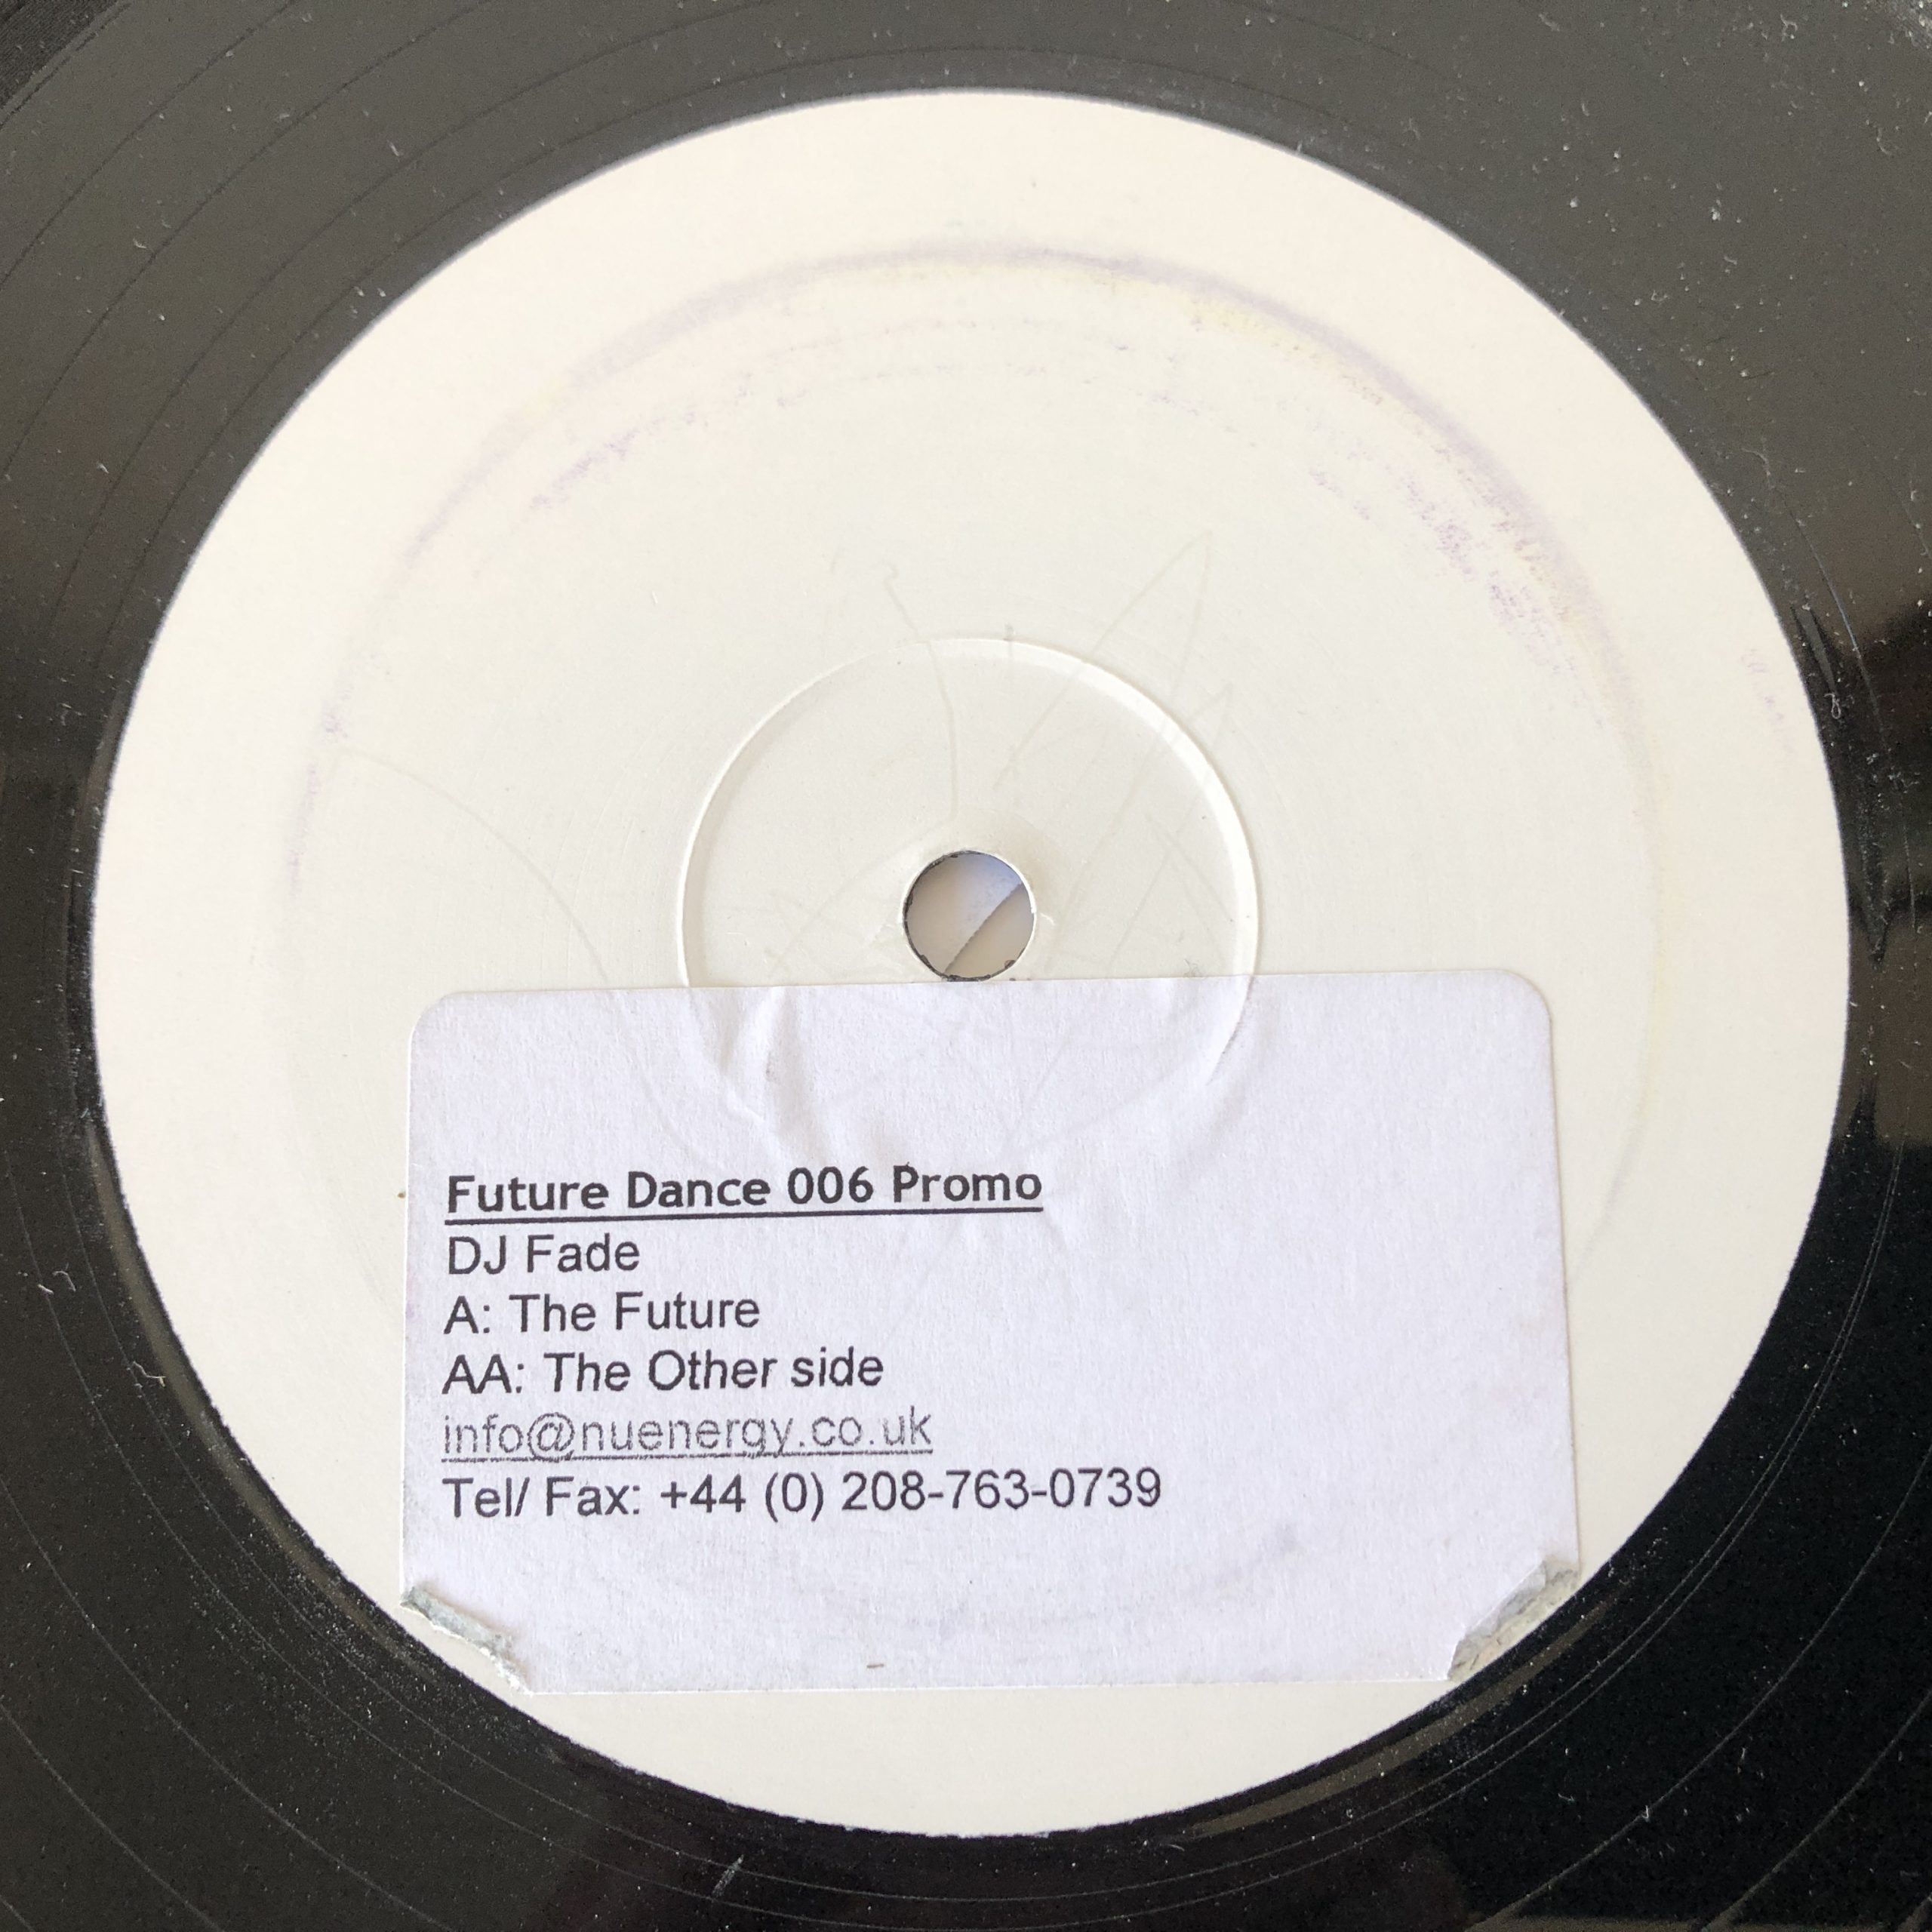 Future Dance 006 Promo
DJ Fade
A: The Future
AA: The Other side
info@nuenergy.co.uk
Tel/ Fax: +44 (0) 208-763-0739